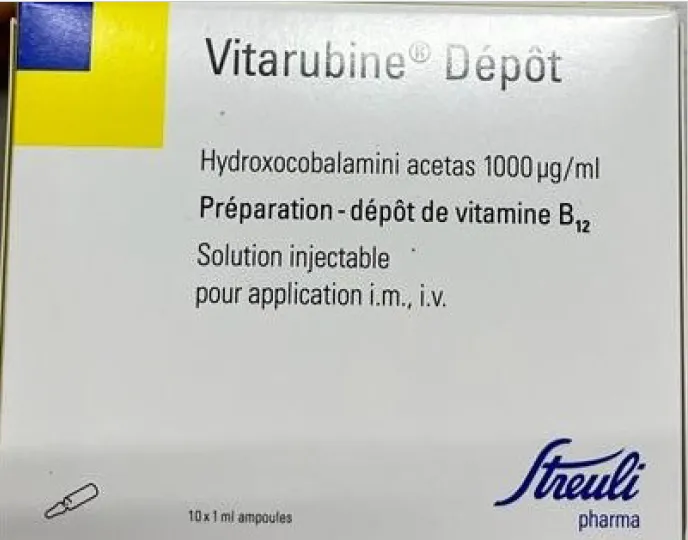 Vitarubine® Dépôt
Hydroxocobalamini acetas 1000 µg/ml
Préparation - dépôt de vitamine B₁₂
Solution injectable
pour application i.m., i.v.
10 x 1 ml ampoules
Streuli
pharma